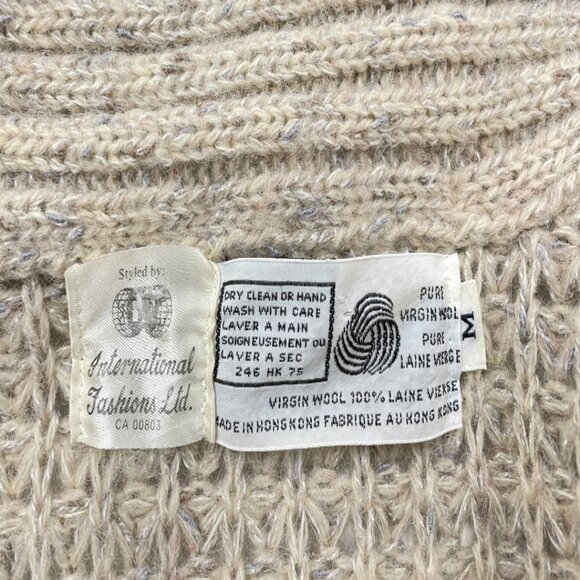 Styled by:
International
Fashions Ltd.
CA 00803
DRY CLEAN OR HAND
WASH WITH CARE
LAVER A MAIN
SOIGNEUSEMENT OU
LAVER A SEC
246 HK 75
PURE
VIRGIN WOOL
PURE
LAINE VIERGE
VIRGIN WOOL 100% LAINE VIERGE
MADE IN HONG KONG FABRIQUE AU HONG KONG
M